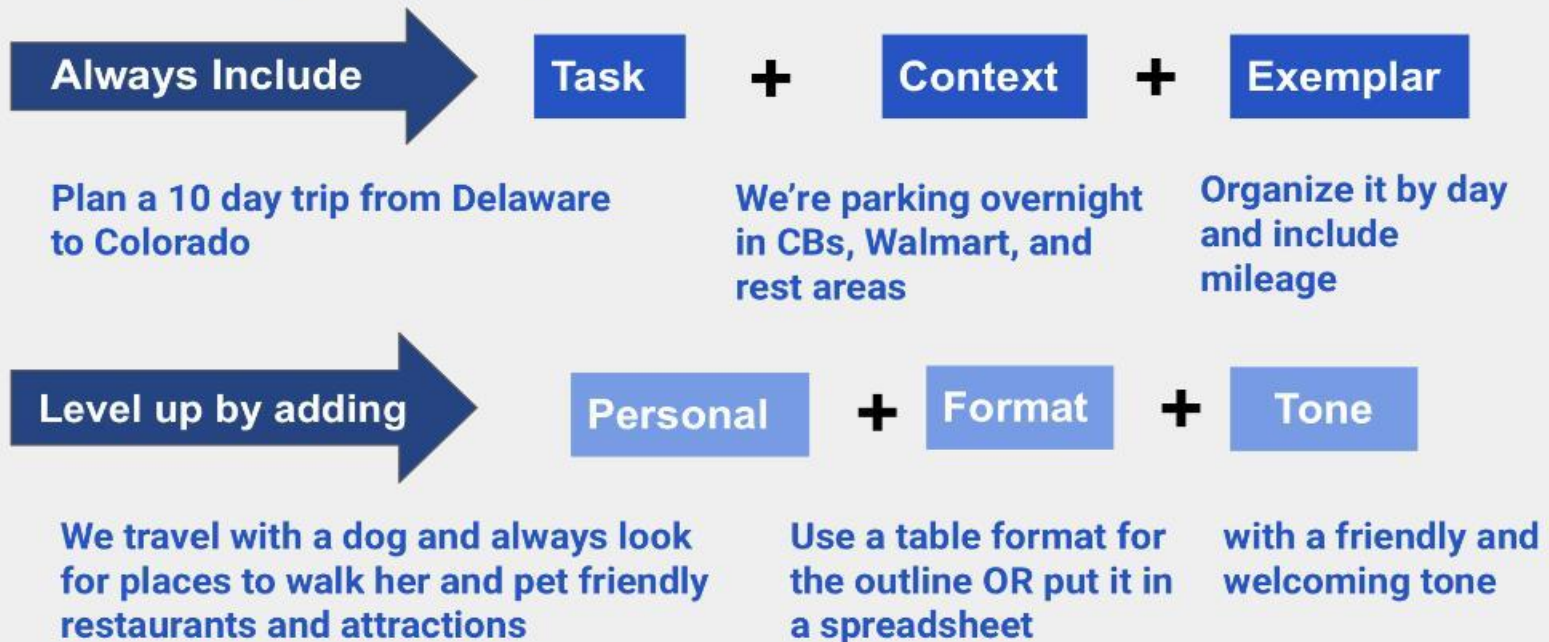 Always Include
Task
+
Context
+
Exemplar
Plan a 10 day trip from Delaware
to Colorado
We're parking overnight
in CBs, Walmart, and
rest areas
Organize it by day
and include
mileage
Level up by adding
Personal
+
Format
+
Tone
We travel with a dog and always look
for places to walk her and pet friendly
restaurants and attractions
Use a table format for
the outline OR put it in
a spreadsheet
with a friendly and
welcoming tone